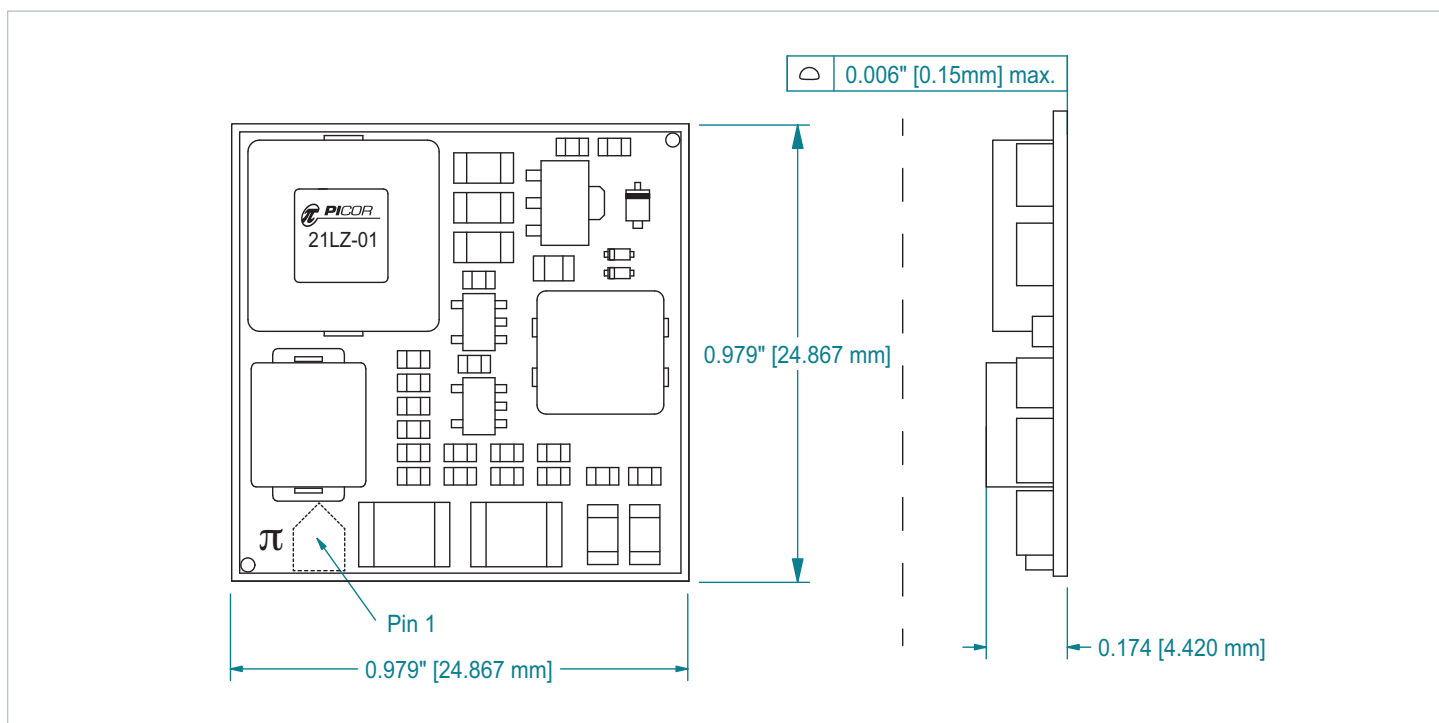 0.006" [0.15mm] max.
π PICOR
21LZ-01
0.979" [24.867 mm]
π
Pin 1
0.979" [24.867 mm]
0.174 [4.420 mm]